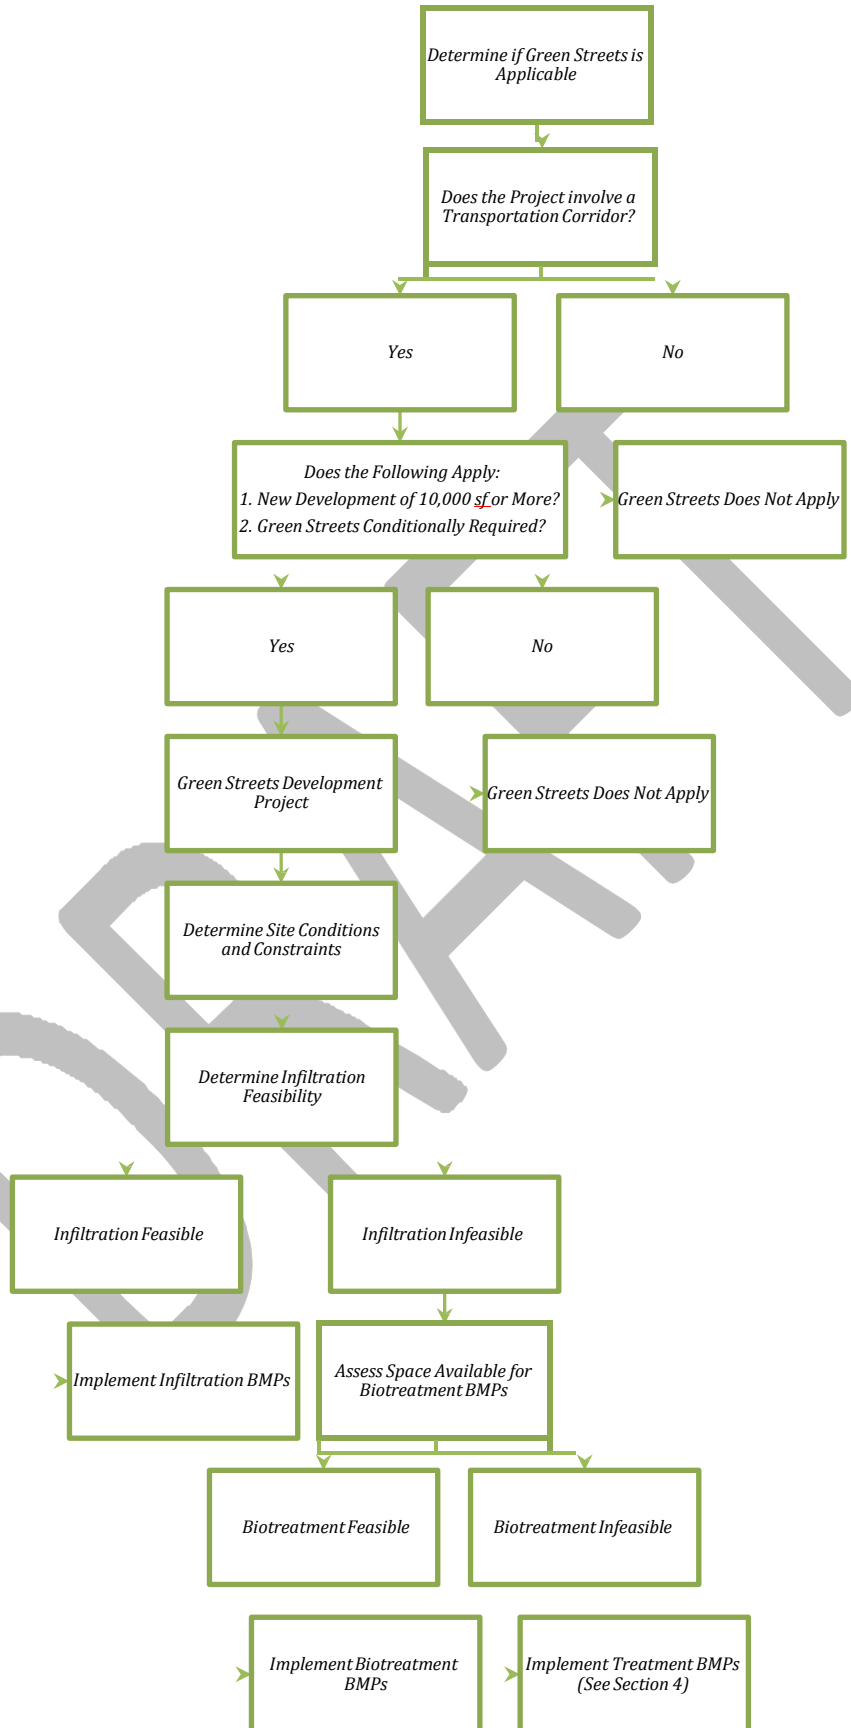 Determine if Green Streets is
Applicable
Does the Project involve a
Transportation Corridor?
Yes
No
Does the Following Apply:
1. New Development of 10,000 sf or More?
2. Green Streets Conditionally Required?
Green Streets Does Not Apply
Yes
No
Green Streets Development
Project
Green Streets Does Not Apply
Determine Site Conditions
and Constraints
Determine Infiltration
Feasibility
Infiltration Feasible
Infiltration Infeasible
Implement Infiltration BMPs
Assess Space Available for
Biotreatment BMPs
Biotreatment Feasible
Biotreatment Infeasible
Implement Biotreatment
BMPs
Implement Treatment BMPs
(See Section 4)
DRAFT